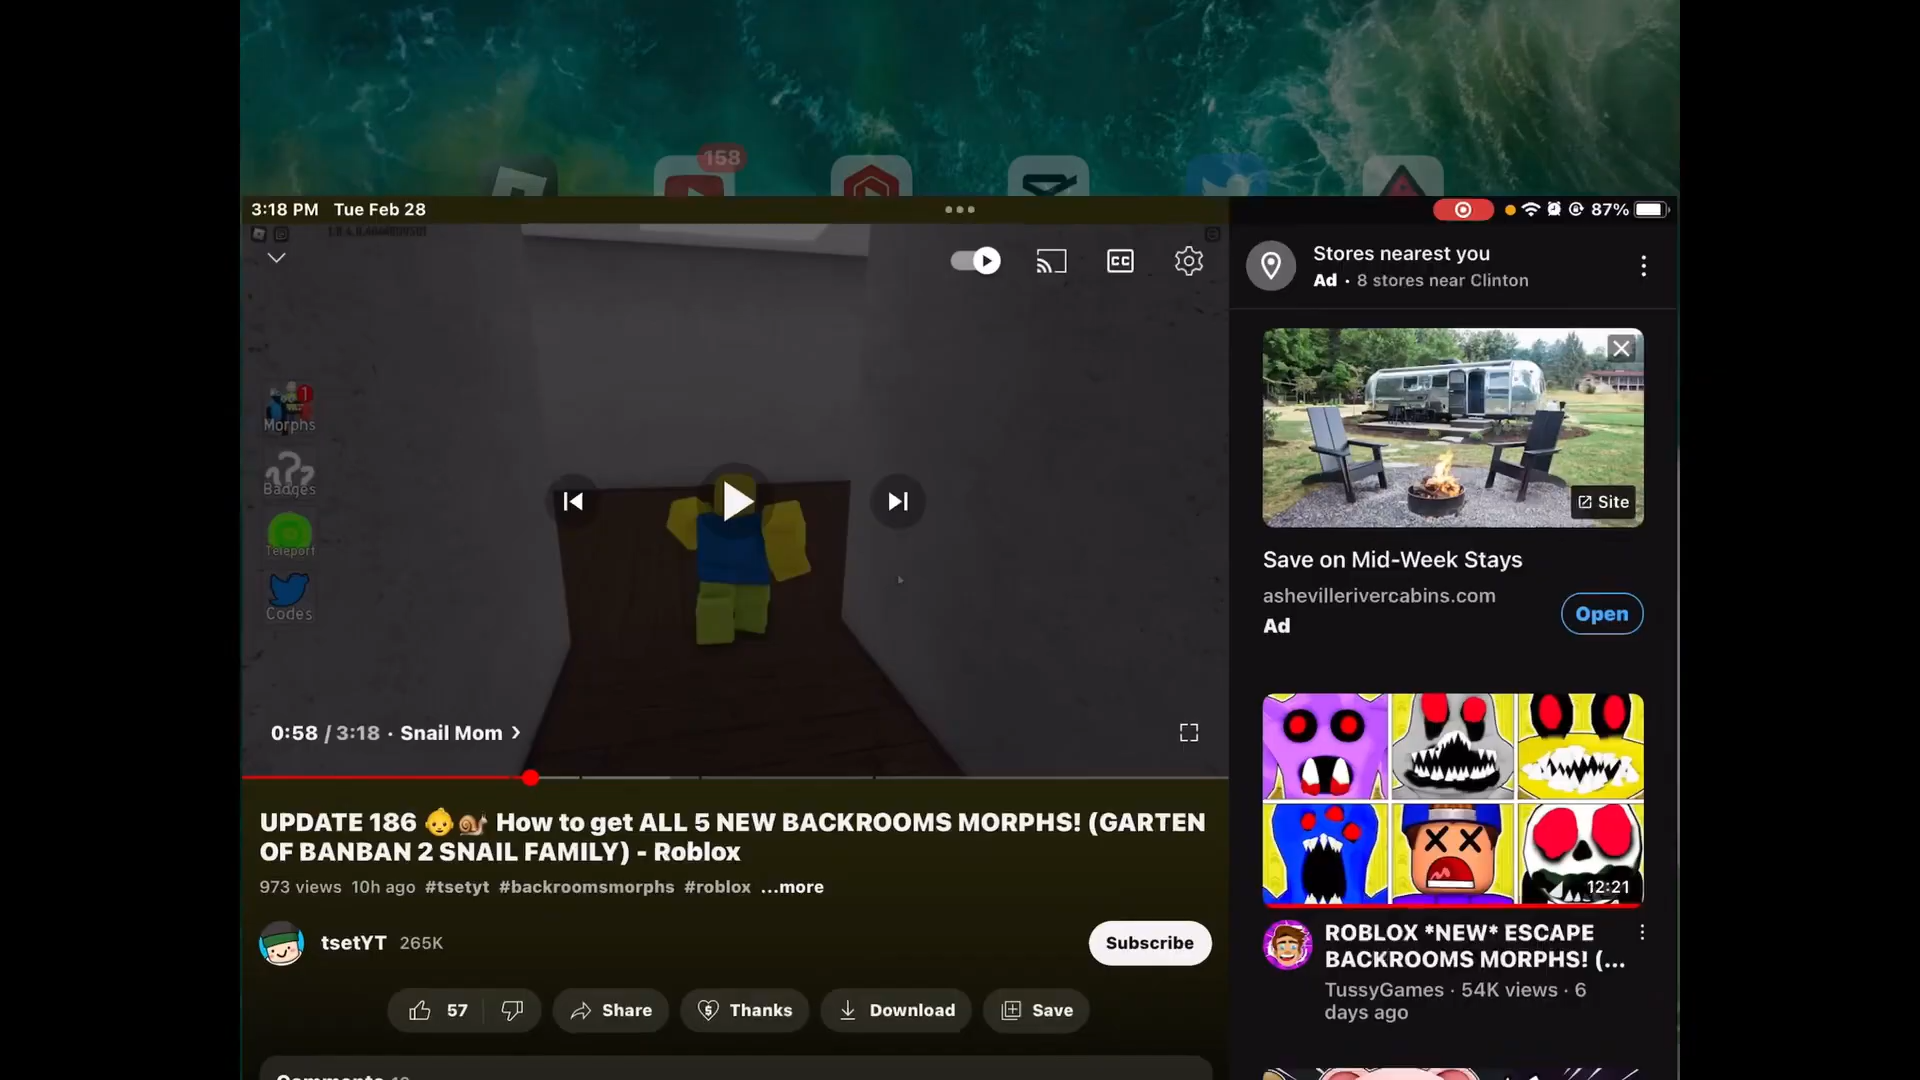 158
3:18 PM Tue Feb 28
87%
Morphs
1
Badges
Teleport
Codes
CC
0:58 / 3:18 · Snail Mom
UPDATE 186 👶🐌 How to get ALL 5 NEW BACKROOMS MORPHS! (GARTEN
OF BANBAN 2 SNAIL FAMILY) - Roblox
973 views 10h ago #tsetyt #backroomsmorphs #roblox ...more
tsetYT 265K
Subscribe
57
Share
Thanks
Download
Save
Stores nearest you
Ad · 8 stores near Clinton
Site
Save on Mid-Week Stays
ashevillerivercabins.com
Ad
Open
12:21
ROBLOX *NEW* ESCAPE
BACKROOMS MORPHS! (...
TussyGames · 54K views · 6
days ago